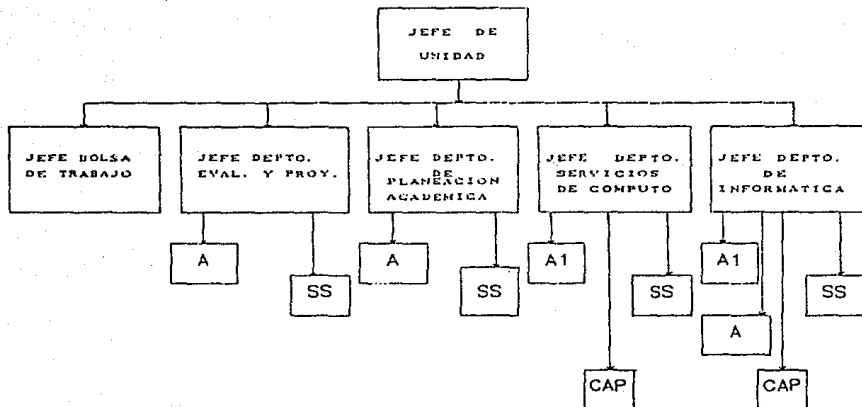 JEFE DE
UNIDAD
JEFE BOLSA
DE TRABAJO
JEFE DEPTO.
EVAL. Y PROY.
JEFE DEPTO.
DE
PLANEACION
ACADEMICA
JEFE DEPTO.
SERVICIOS
DE COMPUTO
JEFE DEPTO.
DE
INFORMATICA
A
SS
A
SS
A1
SS
CAP
A1
A
SS
CAP